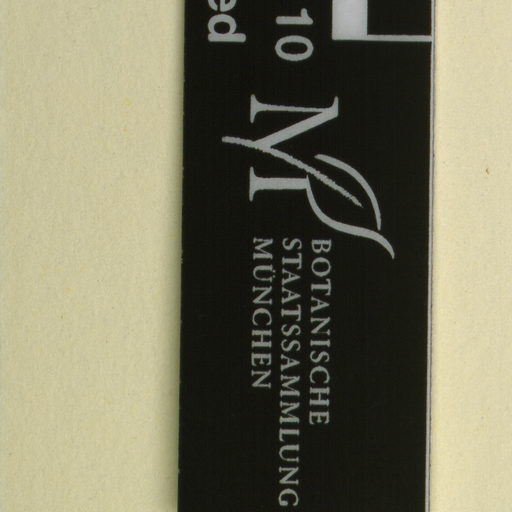 10
ed
BOTANISCHE
STAATSSAMMLUNG
MÜNCHEN